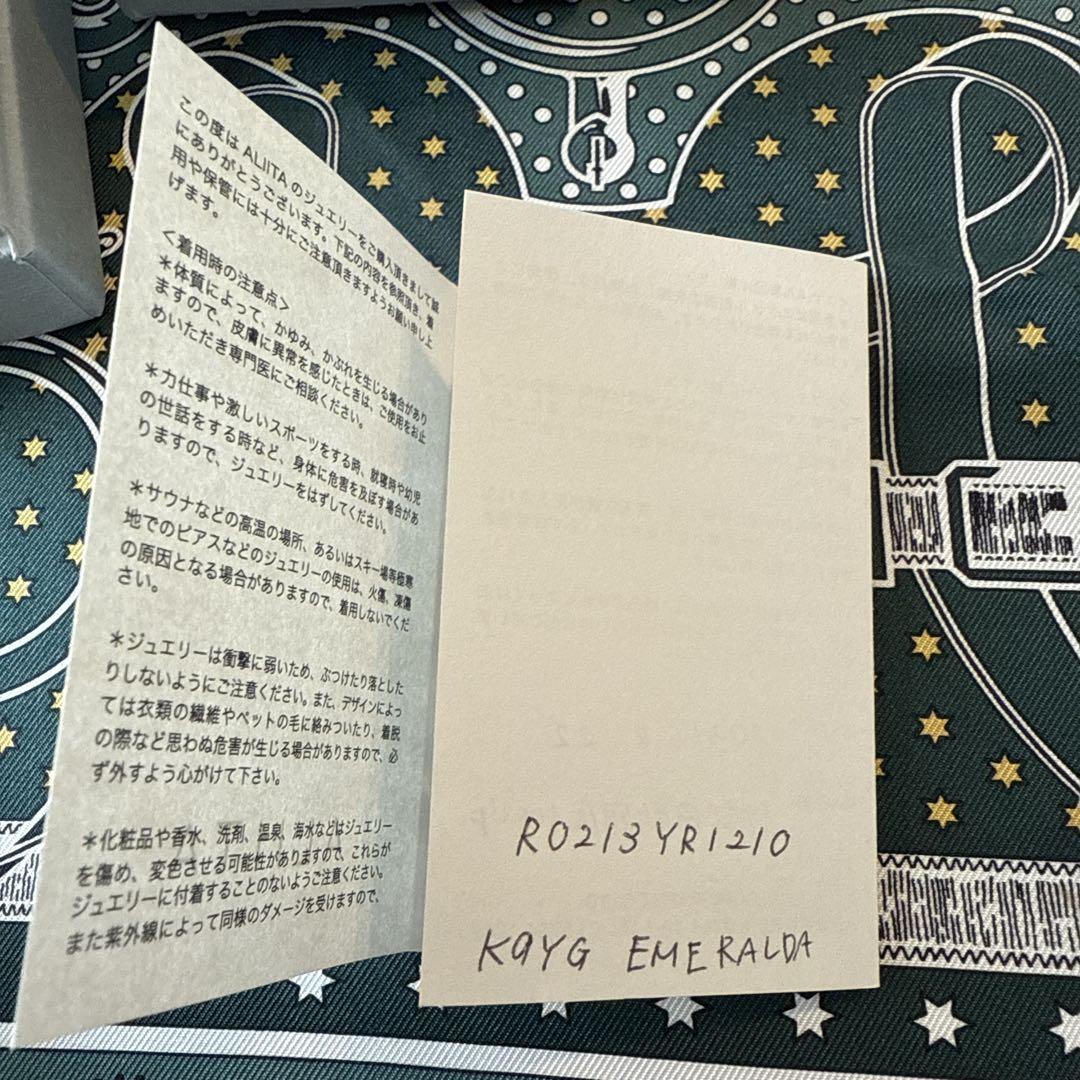 この度は ALIITA のジュエリーをご購入頂きまして誠
にありがとうございます。下記の内容を参照頂き、着
用や保管には十分にご注意頂きますようお願い申し上
げます。
＜着用時の注意点＞
＊体質によって、かゆみ、かぶれを生じる場合があり
ますので、皮膚に異常を感じたときは、ご使用をお止
めいただき専門医にご相談ください。
＊力仕事や激しいスポーツをする時、就寝時や幼児
の世話をする時など、身体に危害を及ぼす場合があ
りますので、ジュエリーをはずしてください。
＊サウナなどの高温の場所、あるいはスキー場等極寒
地でのピアスなどのジュエリーの使用は、火傷、凍傷
の原因となる場合がありますので、着用しないでくだ
さい。
＊ジュエリーは衝撃に弱いため、ぶつけたり落とした
りしないようにご注意ください。また、デザインによっ
ては衣類の繊維やペットの毛に絡みついたり、着脱
の際など思わぬ危害が生じる場合がありますので、必
ず外すよう心がけて下さい。
＊化粧品や香水、洗剤、温泉、海水などはジュエリー
を傷め、変色させる可能性がありますので、これらが
ジュエリーに付着することのないようご注意ください。
また紫外線によって同様のダメージを受けますので、
R0213YR1210
K9YG EMERALDA